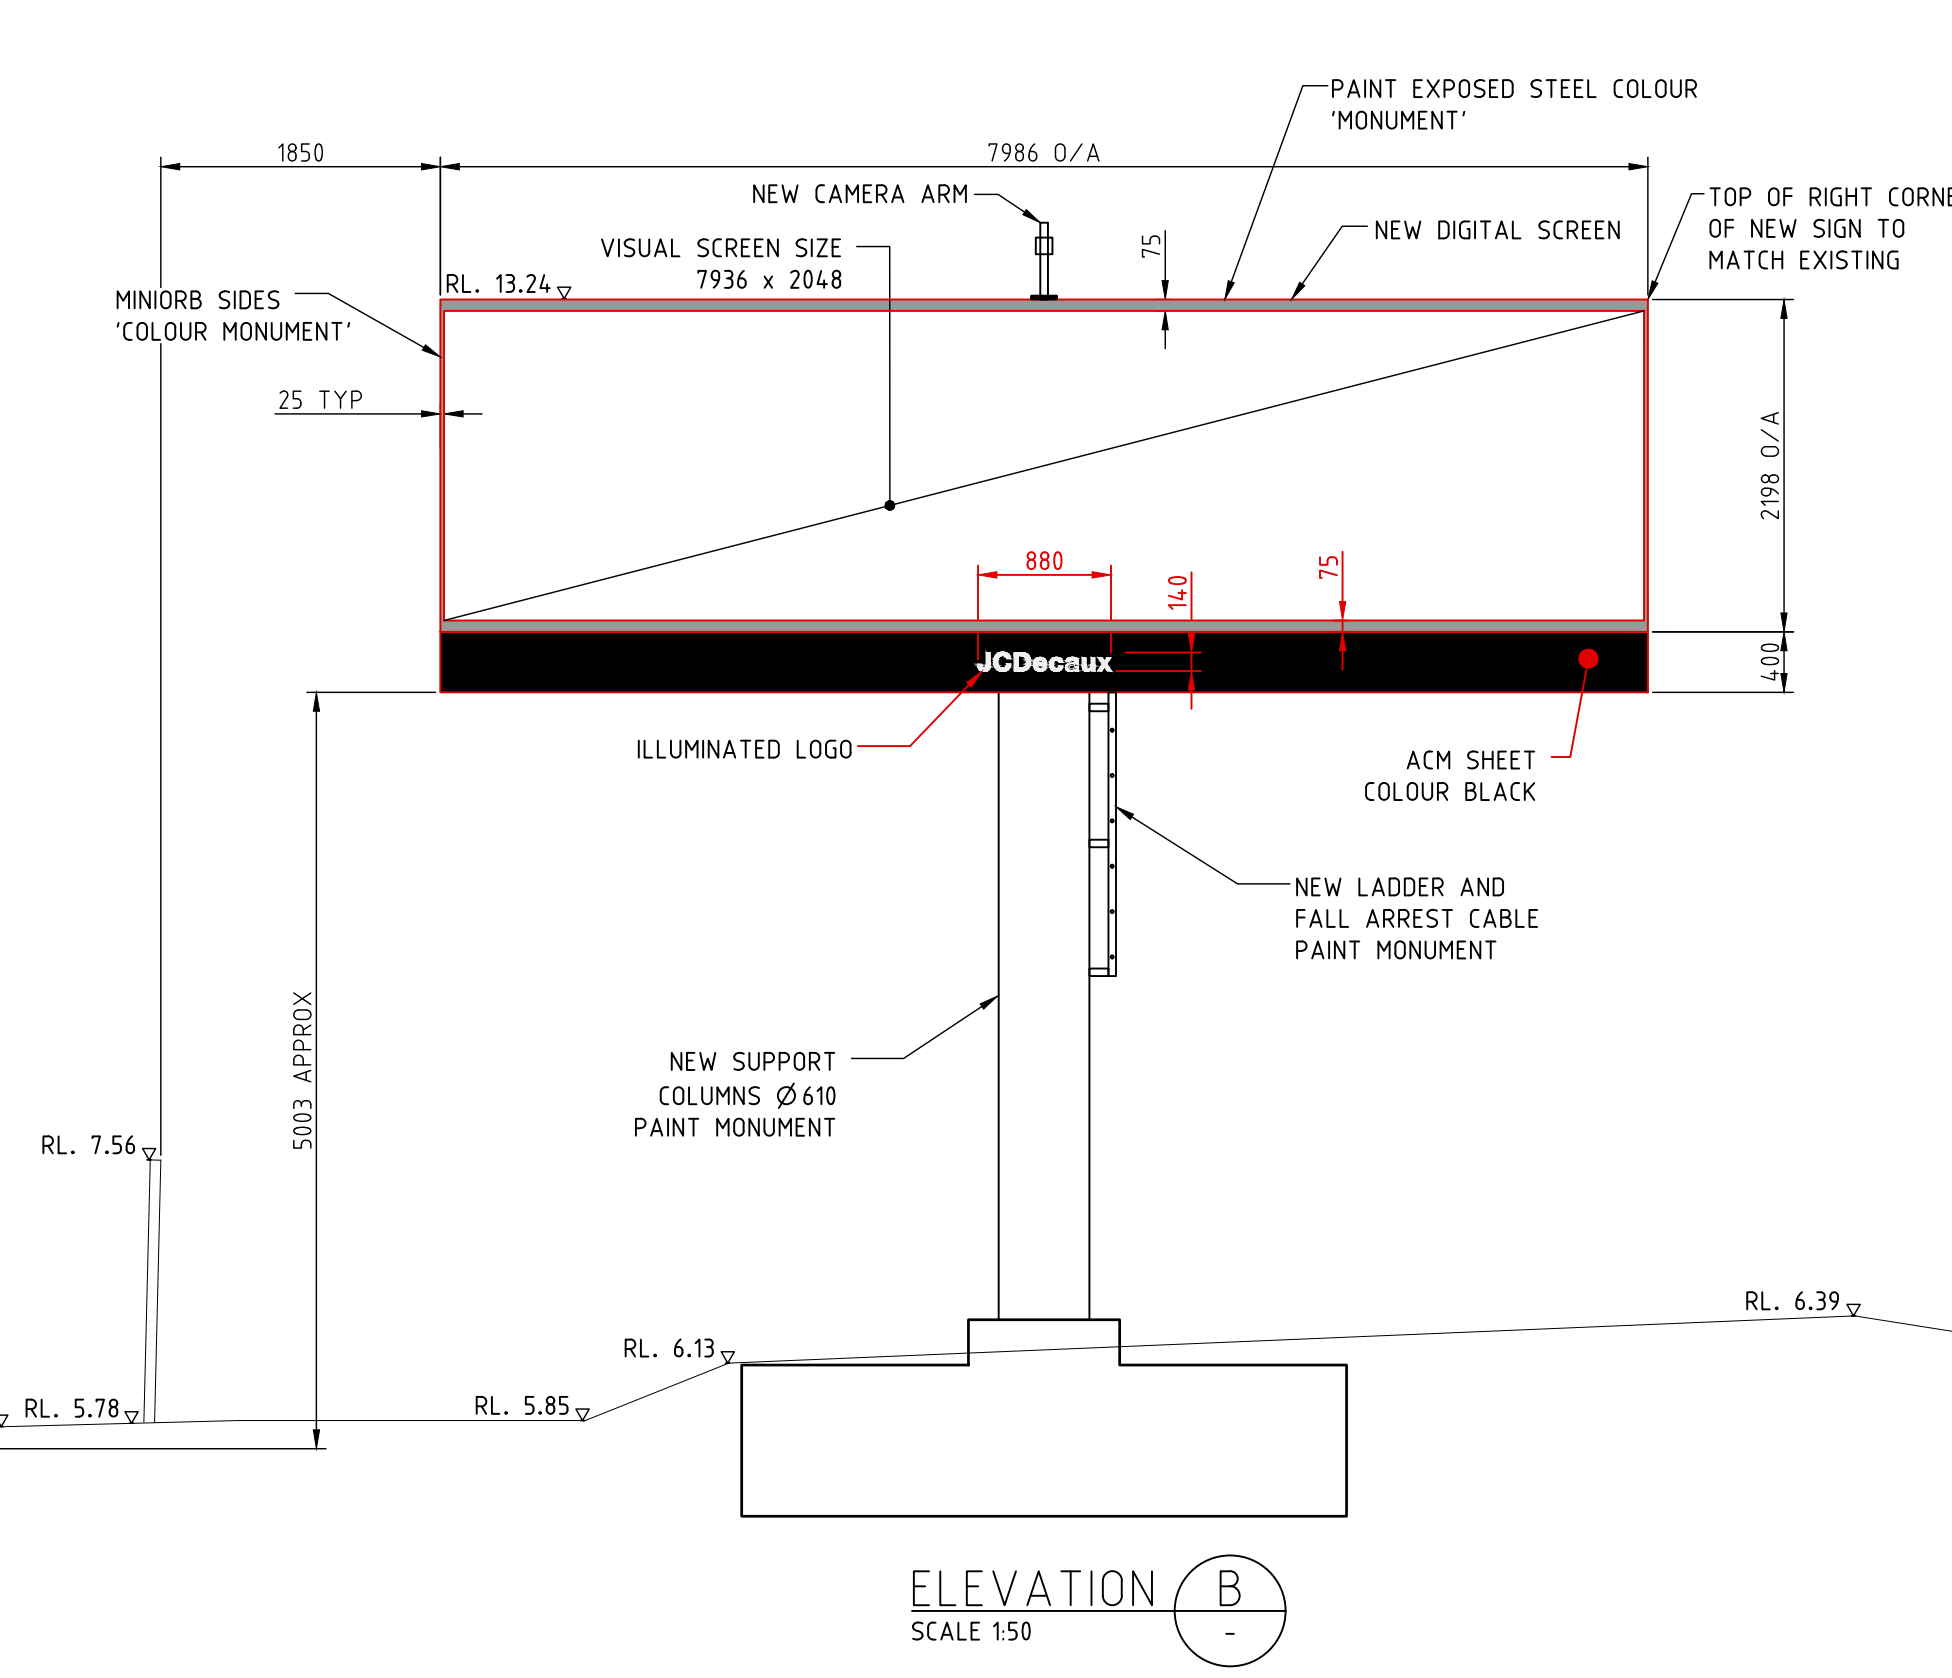 PAINT EXPOSED STEEL COLOUR
'MONUMENT'
1850
7986 O/A
NEW CAMERA ARM
TOP OF RIGHT CORNE
OF NEW SIGN TO
MATCH EXISTING
NEW DIGITAL SCREEN
VISUAL SCREEN SIZE
7936 x 2048
75
RL. 13.24
MINIORB SIDES
'COLOUR MONUMENT'
25 TYP
2198 O/A
880
140
75
JCDecaux
400
ILLUMINATED LOGO
ACM SHEET
COLOUR BLACK
NEW LADDER AND
FALL ARREST CABLE
PAINT MONUMENT
5003 APPROX
NEW SUPPORT
COLUMNS Ø610
PAINT MONUMENT
RL. 7.56
RL. 6.39
RL. 6.13
RL. 5.85
RL. 5.78
ELEVATION B
SCALE 1:50 -